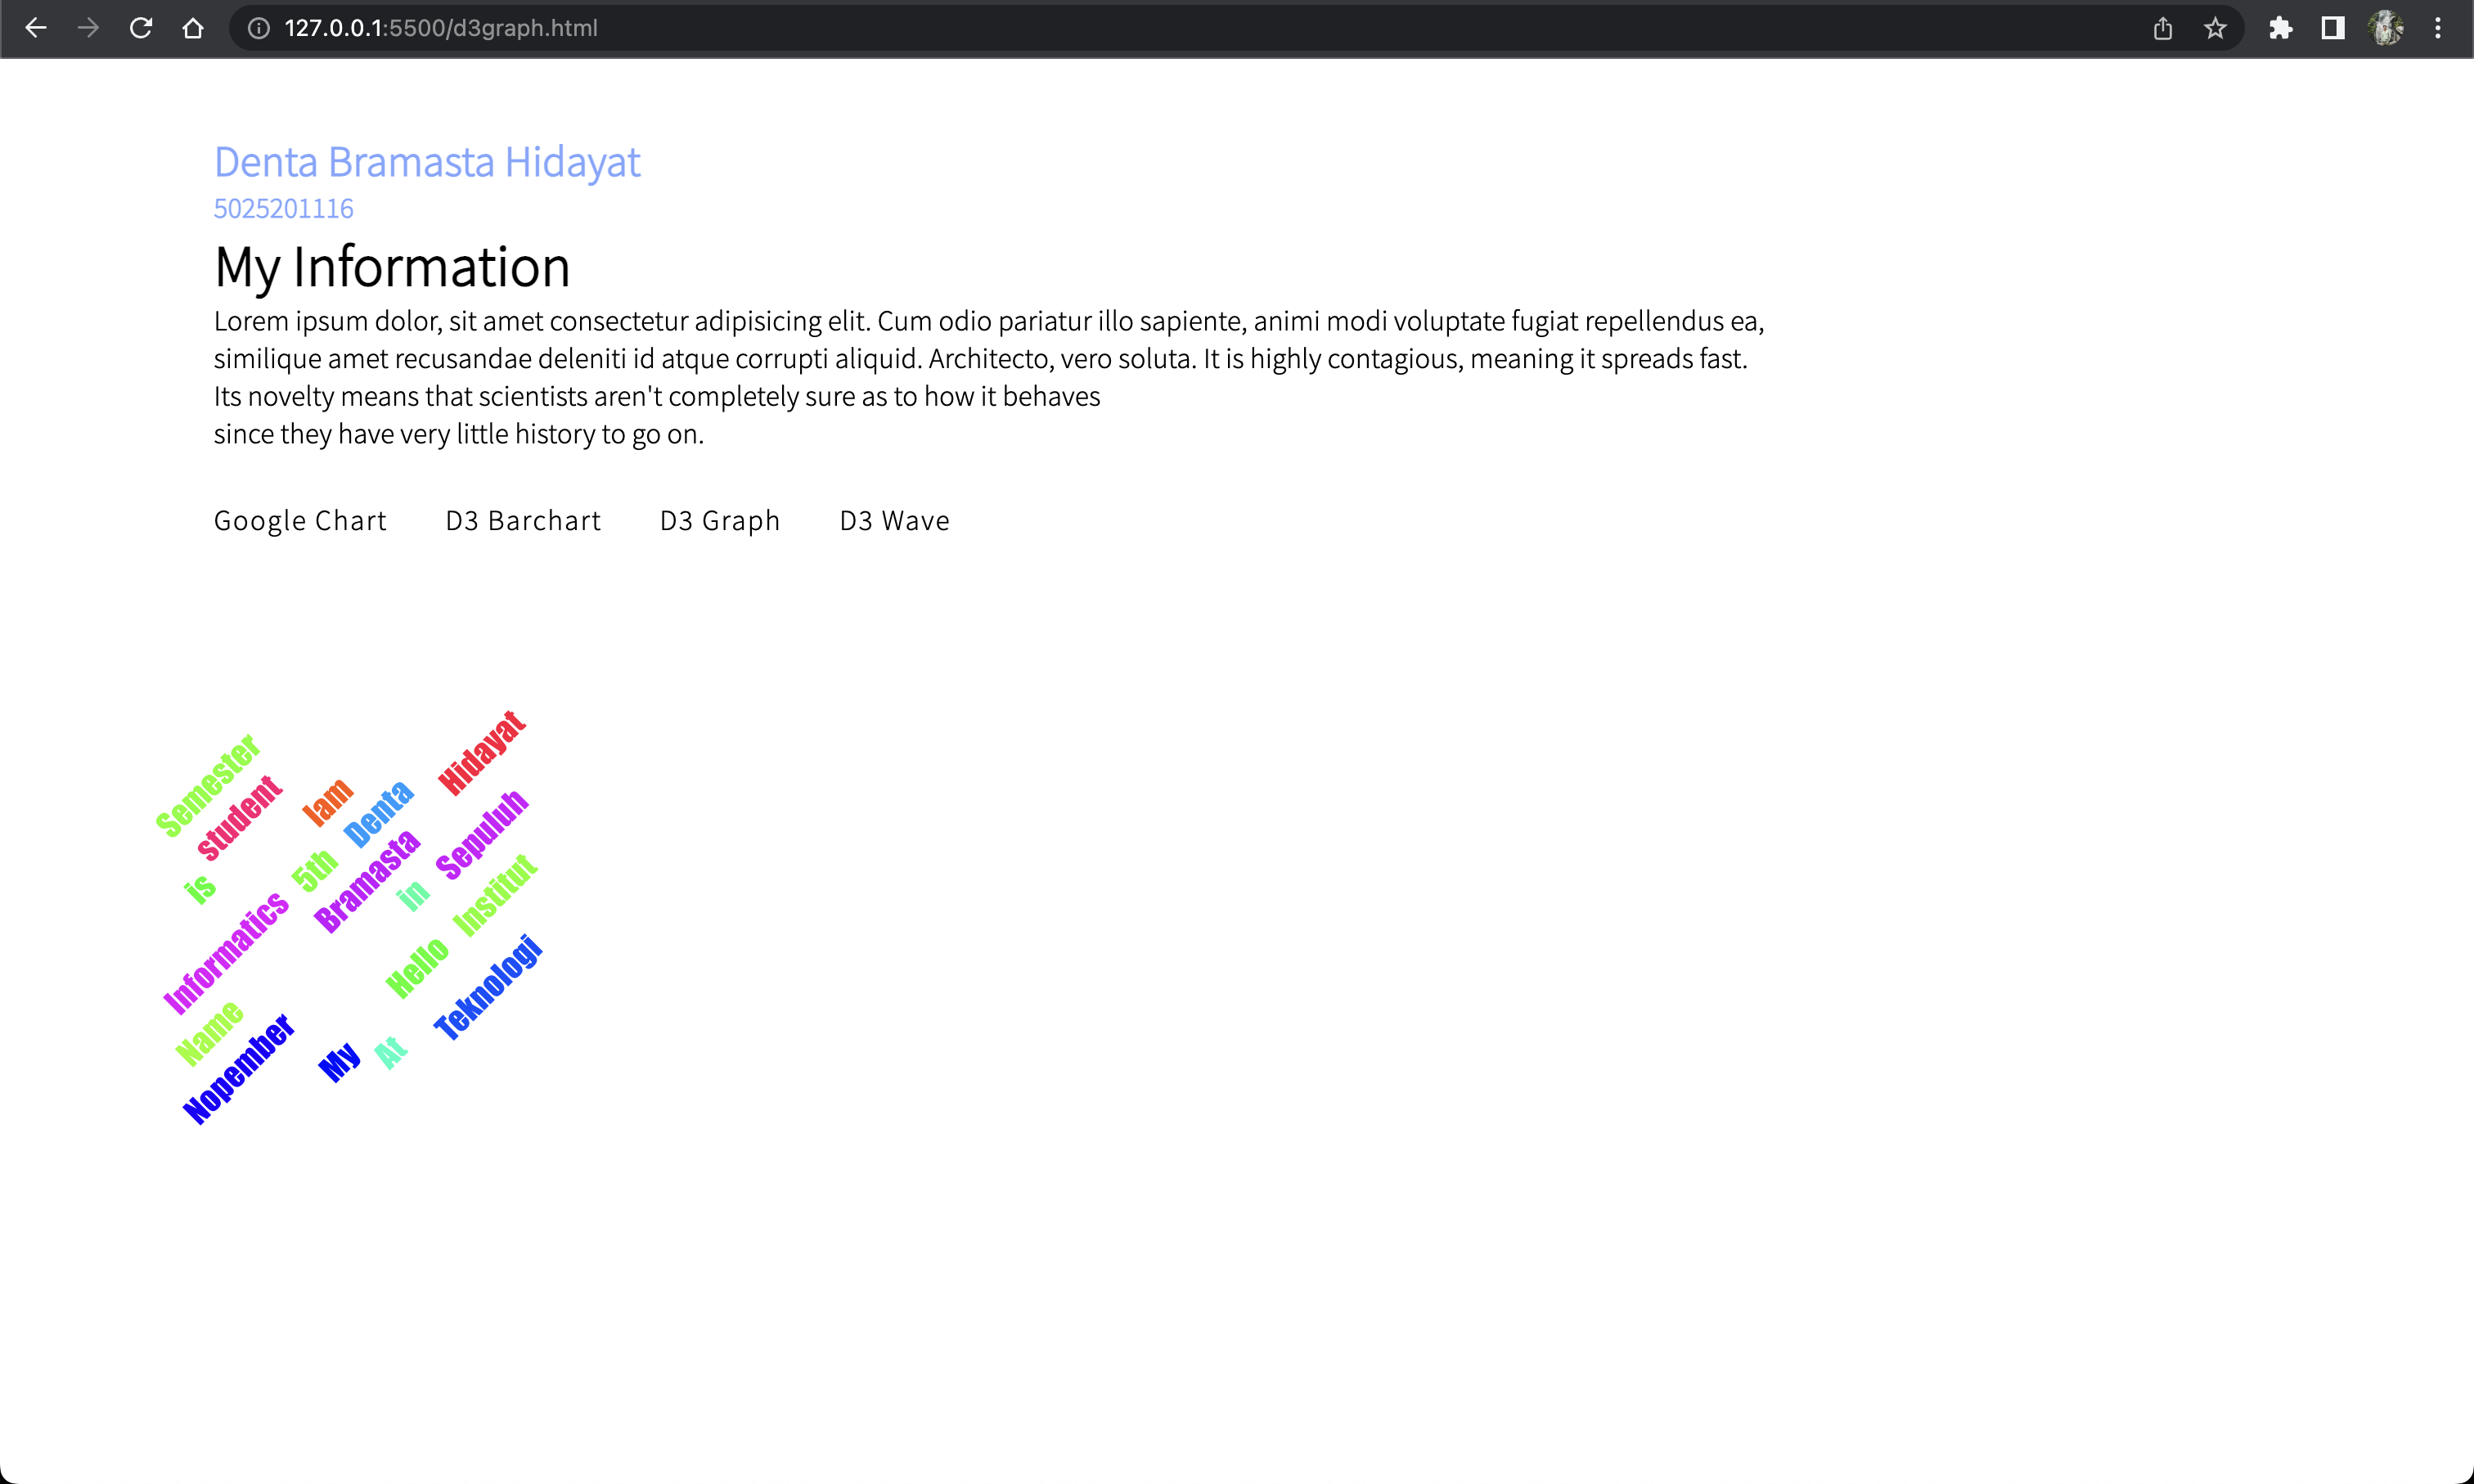 127.0.0.1:5500/d3graph.html
Denta Bramasta Hidayat
5025201116
My Information
Lorem ipsum dolor, sit amet consectetur adipisicing elit. Cum odio pariatur illo sapiente, animi modi voluptate fugiat repellendus ea,
similique amet recusandae deleniti id atque corrupti aliquid. Architecto, vero soluta. It is highly contagious, meaning it spreads fast.
Its novelty means that scientists aren't completely sure as to how it behaves
since they have very little history to go on.
Google Chart D3 Barchart D3 Graph D3 Wave
Hidayat
Semester
student
Iam
Denta
Sepuluh
5th
Bramasta
is
in
Institut
Informatics
Hello
Teknologi
Name
Nopember
My
At